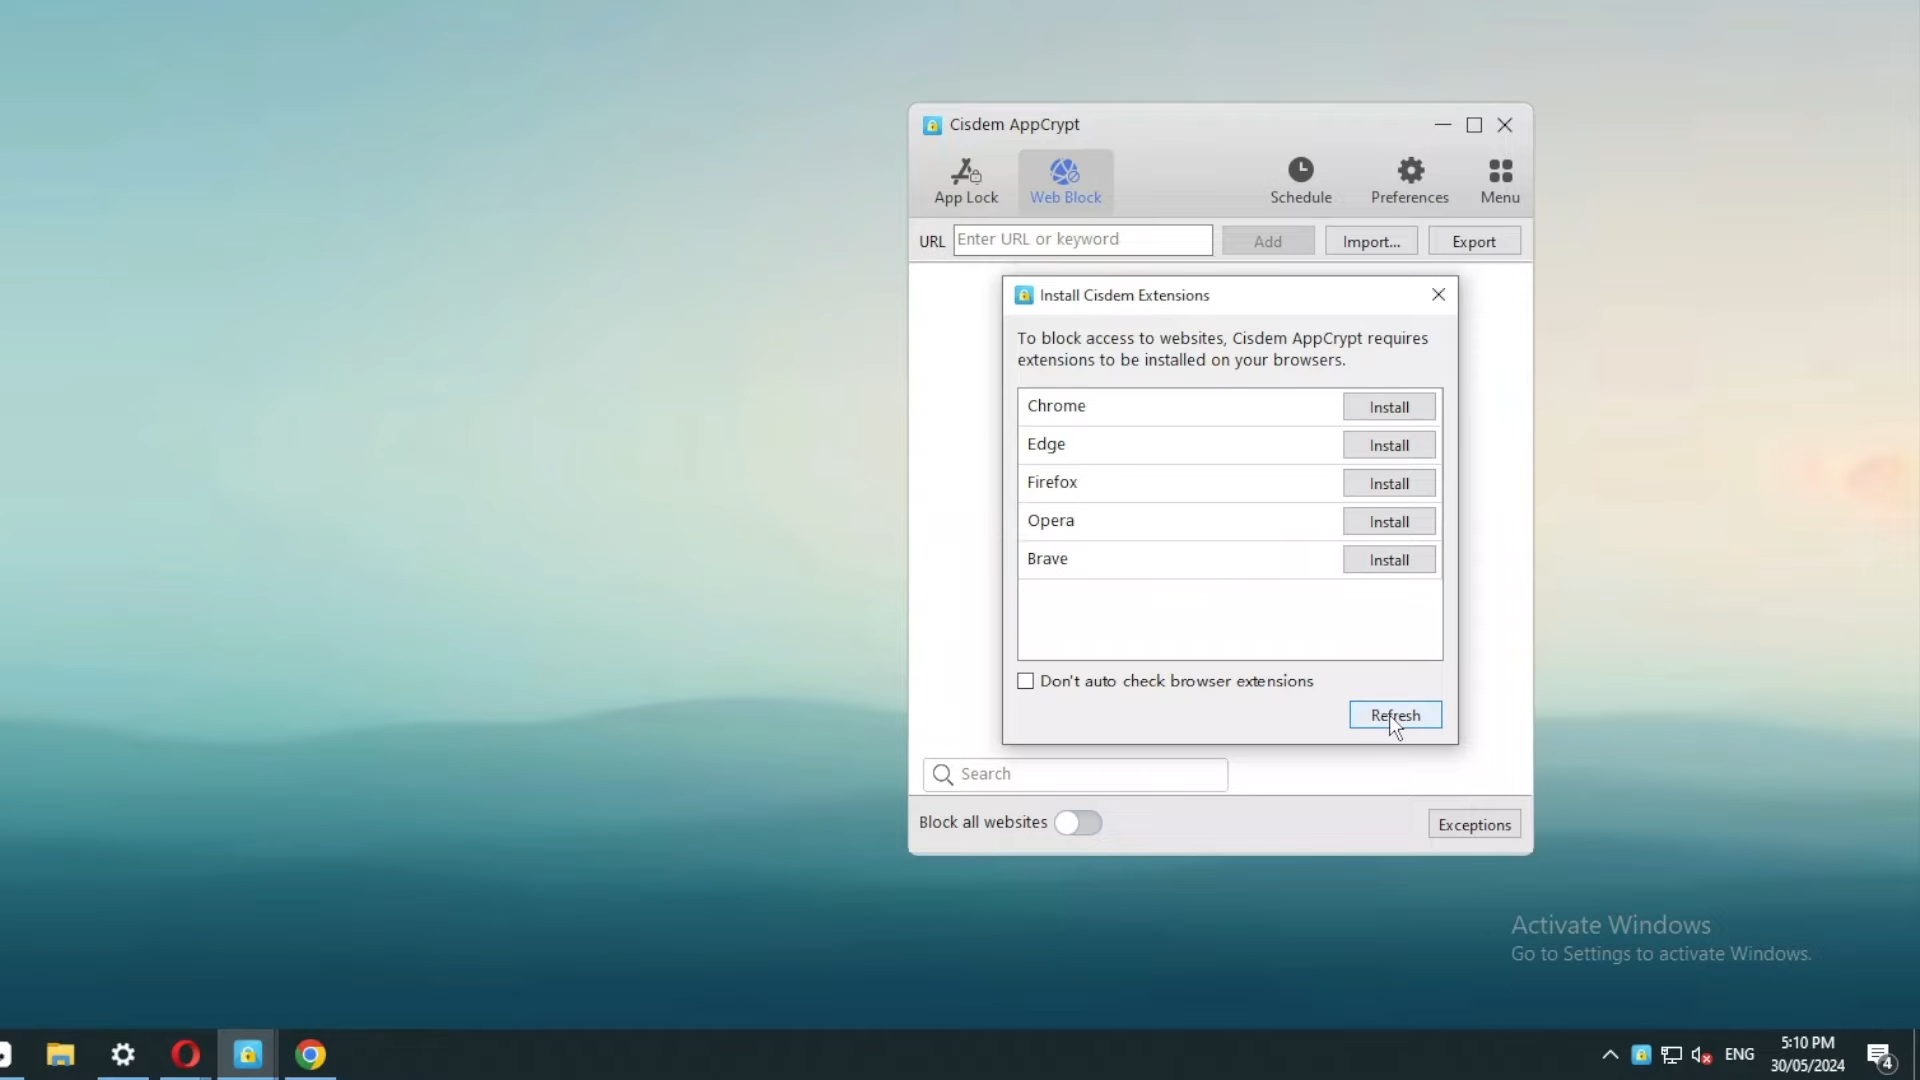 Cisdem AppCrypt
App Lock
Web Block
Schedule
Preferences
Menu
URL
Enter URL or keyword
Add
Import...
Export
Install Cisdem Extensions
To block access to websites, Cisdem AppCrypt requires
extensions to be installed on your browsers.
Chrome
Install
Edge
Install
Firefox
Install
Opera
Install
Brave
Install
Don't auto check browser extensions
Refresh
Search
Block all websites
Exceptions
Activate Windows
Go to Settings to activate Windows.
ENG
5:10 PM
30/05/2024
4